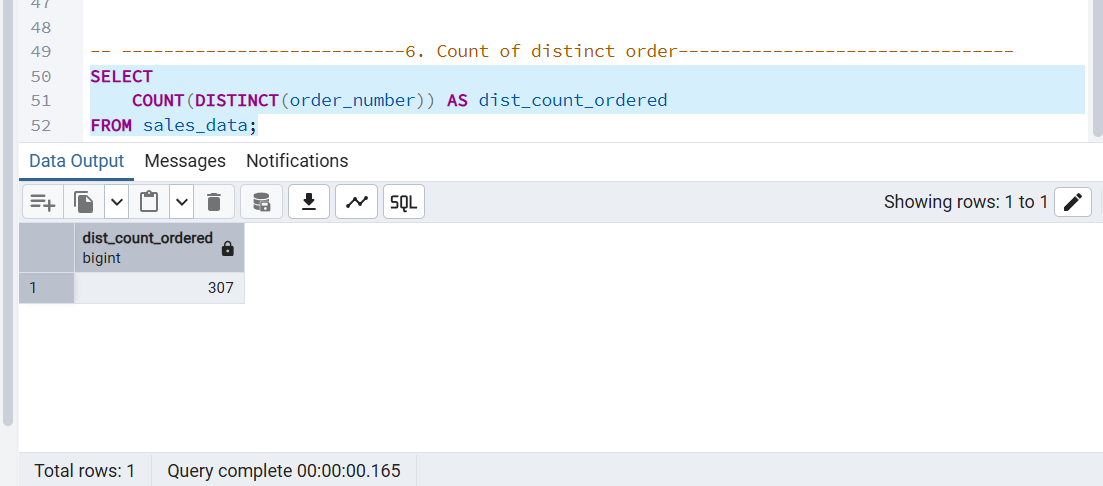 47
48
49 -- ---------------------------6. Count of distinct order--------------------------------
50 SELECT
51     COUNT(DISTINCT(order_number)) AS dist_count_ordered
52 FROM sales_data;
Data Output Messages Notifications
SQL Showing rows: 1 to 1
dist_count_ordered
bigint
1 307
Total rows: 1 Query complete 00:00:00.165